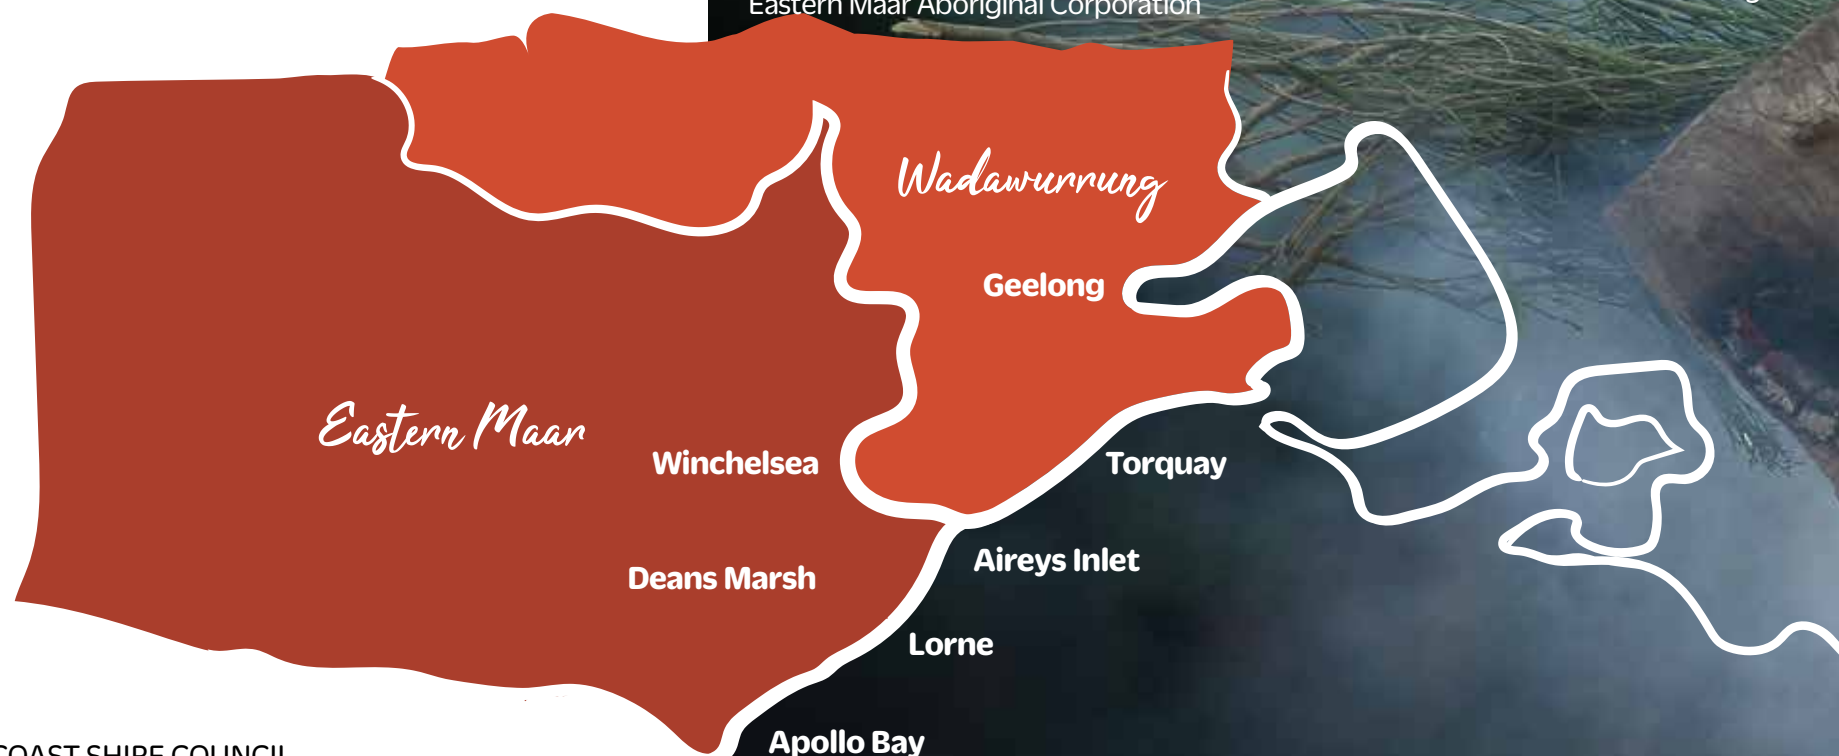 Eastern Maar Aboriginal Corporation
Wadawurrung
Geelong
Eastern Maar
Winchelsea
Torquay
Aireys Inlet
Deans Marsh
Lorne
Apollo Bay
COAST SHIRE COUNCIL